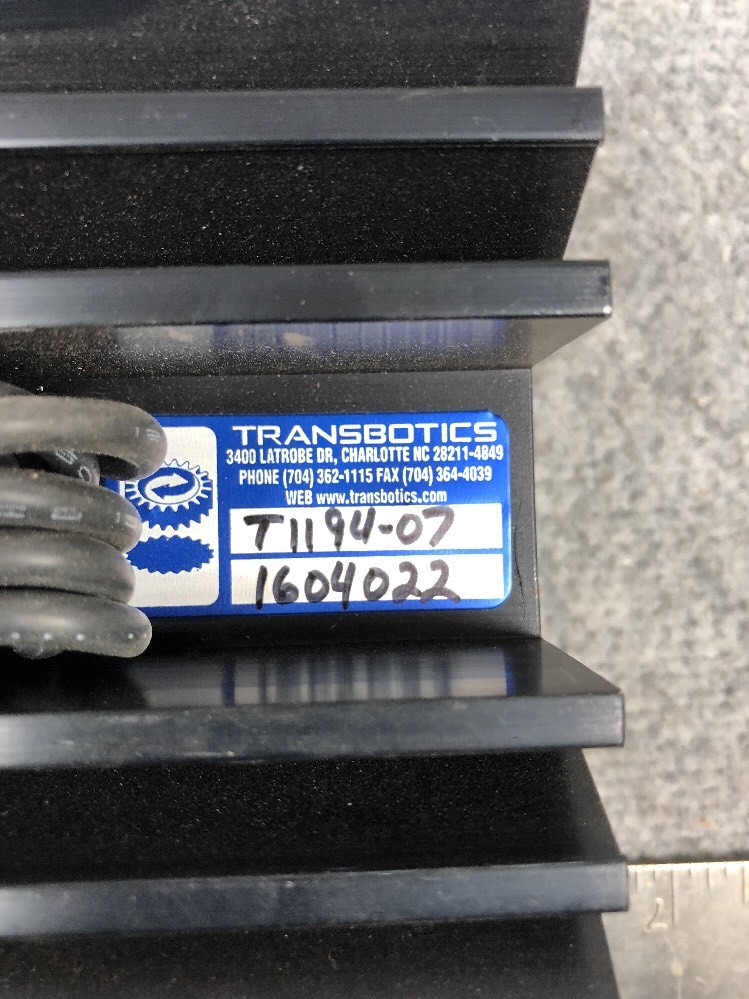 TRANSBOTICS
3400 LATROBE DR, CHARLOTTE NC 28211-4849
PHONE (704) 362-1115 FAX (704) 364-4039
WEB www.transbotics.com
T1194-07
1604022